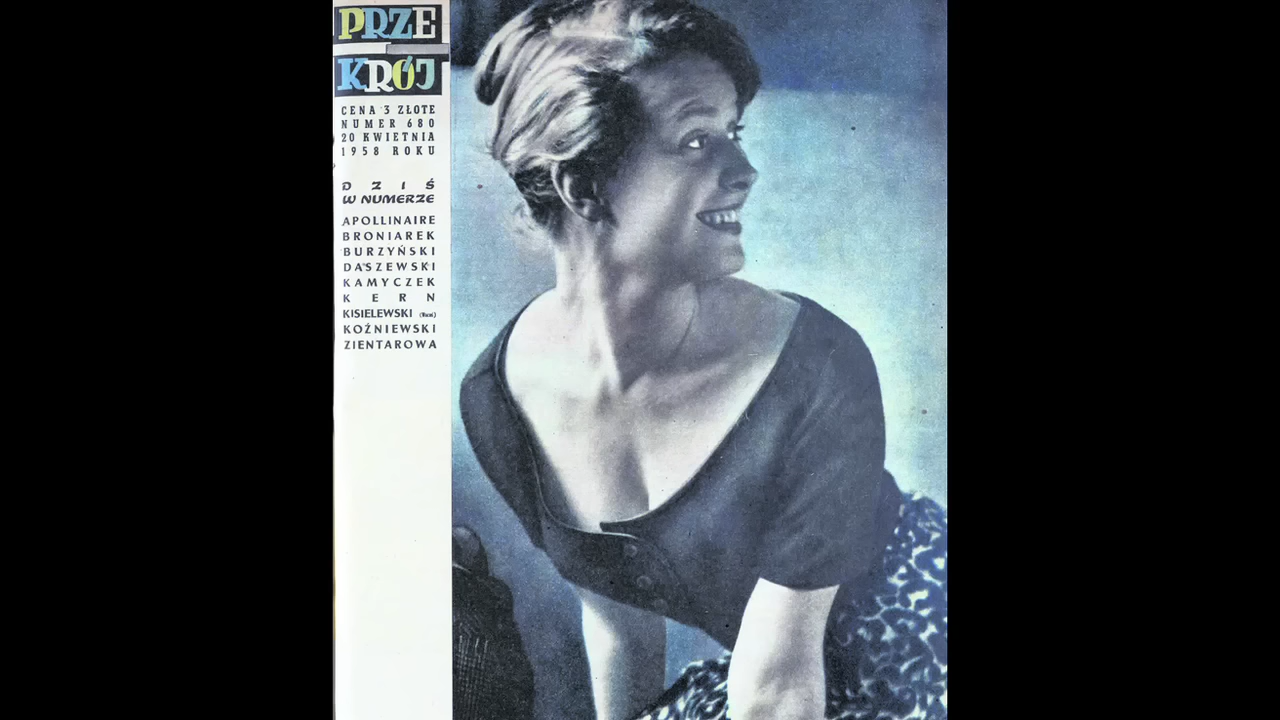 PRZE
KRÓJ
CENA 3 ZŁOTE
NUMER 680
20 KWIETNIA
1958 ROKU
DZIŚ
W NUMERZE
APOLLINAIRE
BRONIAREK
BURZYŃSKI
DASZEWSKI
KAMYCZEK
KERN
KISIELEWSKI
KOŹNIEWSKI
ZIENTAROWA